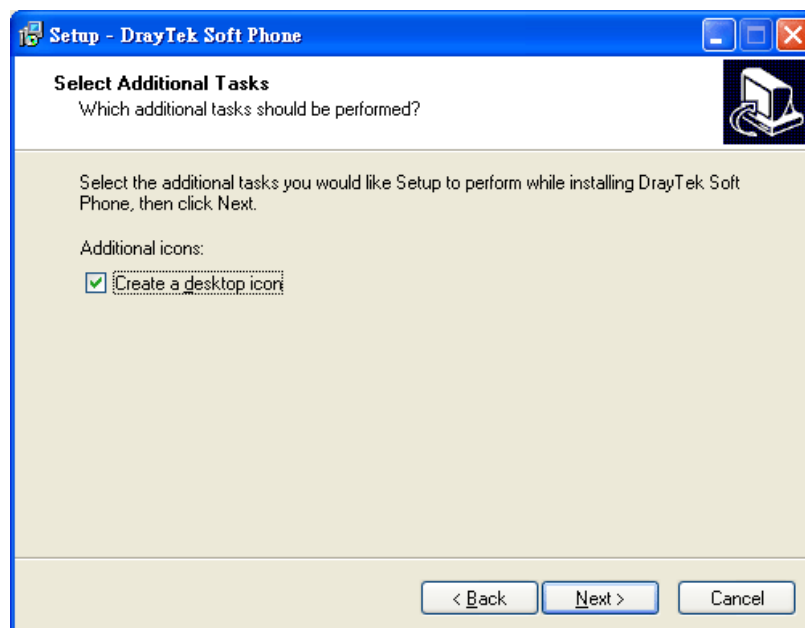 Setup - DrayTek Soft Phone
Select Additional Tasks
Which additional tasks should be performed?
Select the additional tasks you would like Setup to perform while installing DrayTek Soft
Phone, then click Next.
Additional icons:
Create a desktop icon
< Back
Next >
Cancel